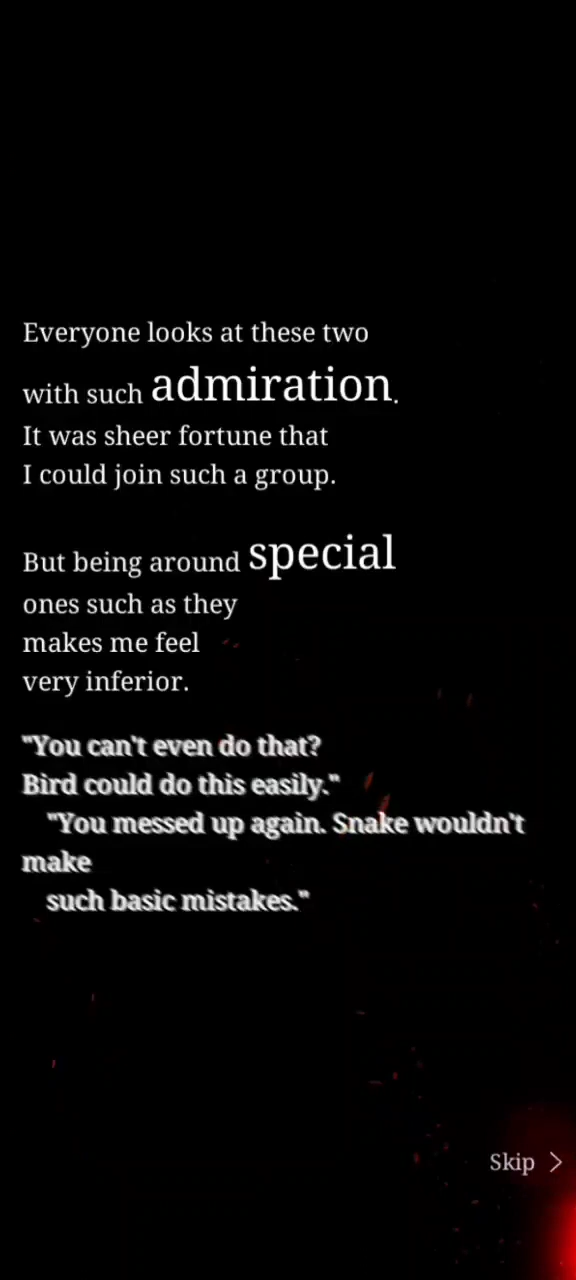 Everyone looks at these two
with such admiration.
It was sheer fortune that
I could join such a group.
But being around special
ones such as they
makes me feel
very inferior.
"You can't even do that?
Bird could do this easily."
"You messed up again. Snake wouldn't
make
such basic mistakes."
Skip >